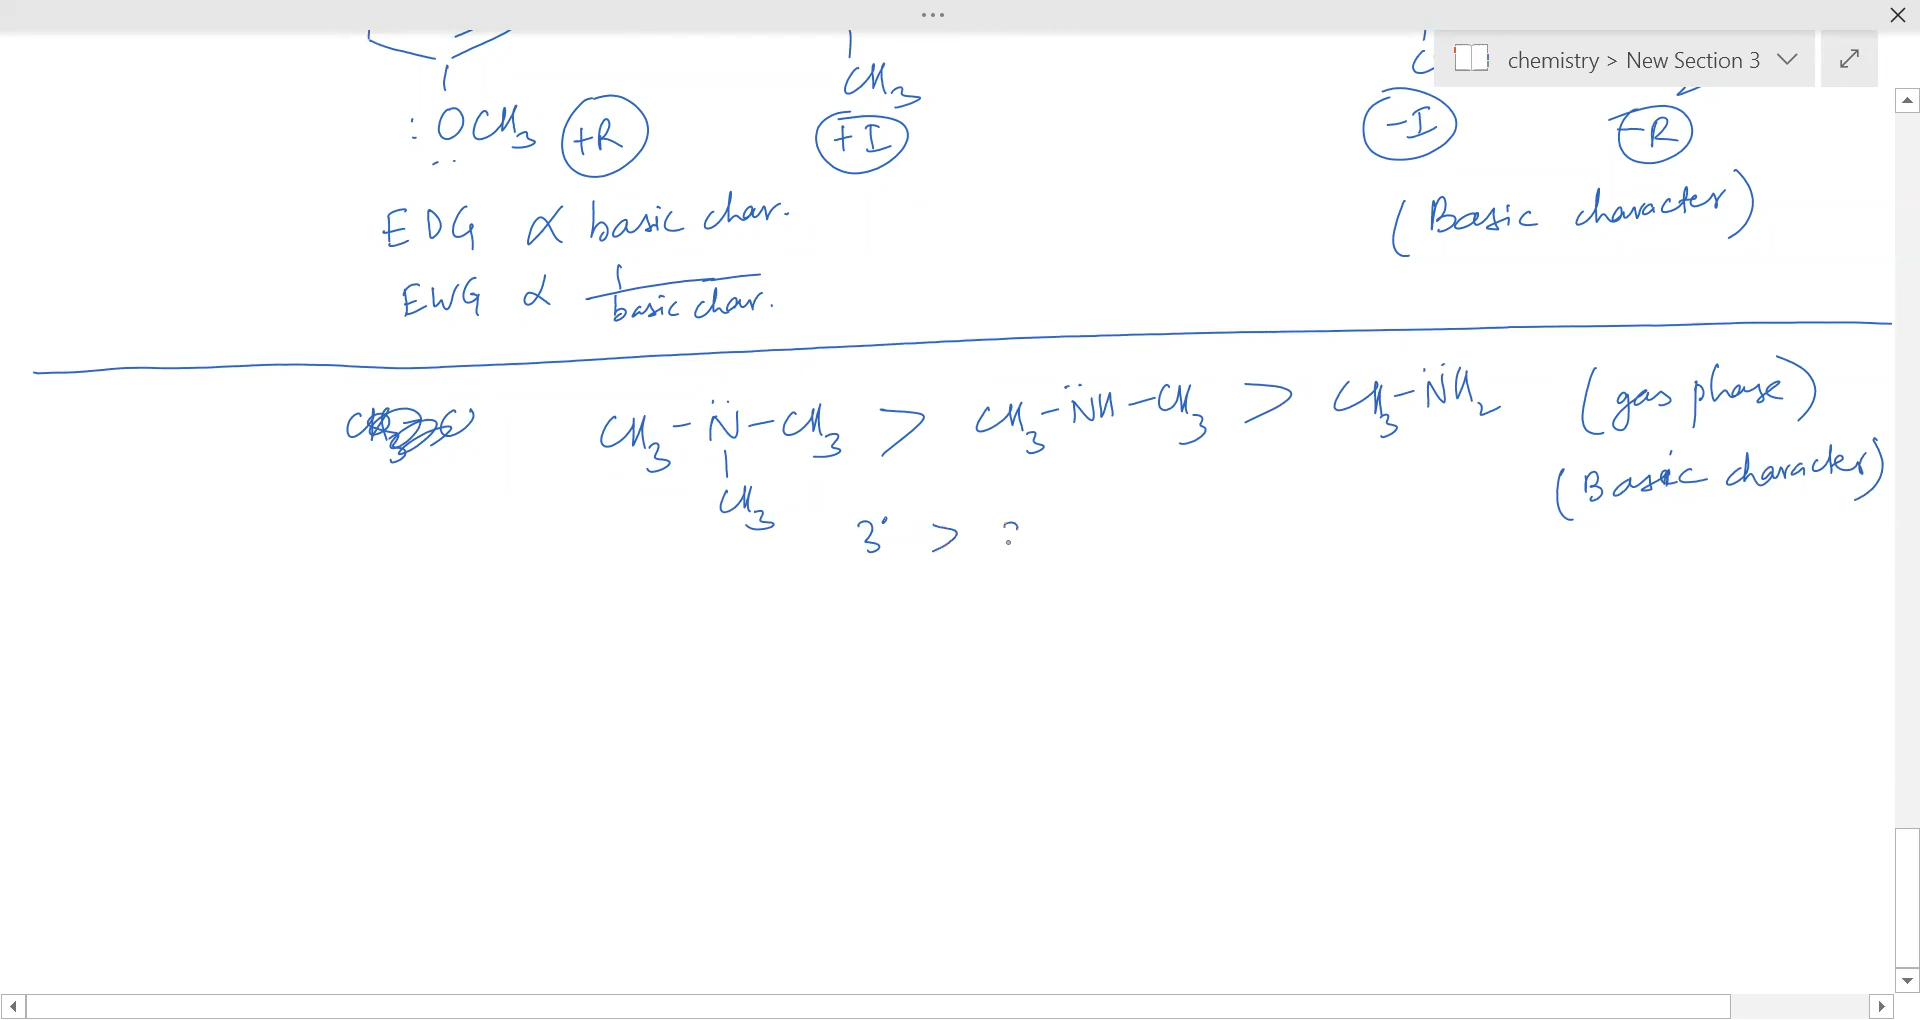 chemistry > New Section 3
CH3
:OCH3 +R +I -I -R
EDG ∝ basic char. (Basic character)
EWG ∝ 1/basic char.
CH3-N̈-CH3 > CH3-N̈H-CH3 > CH3-N̈H2 (gas phase)
CH3 (Basic character)
3° >